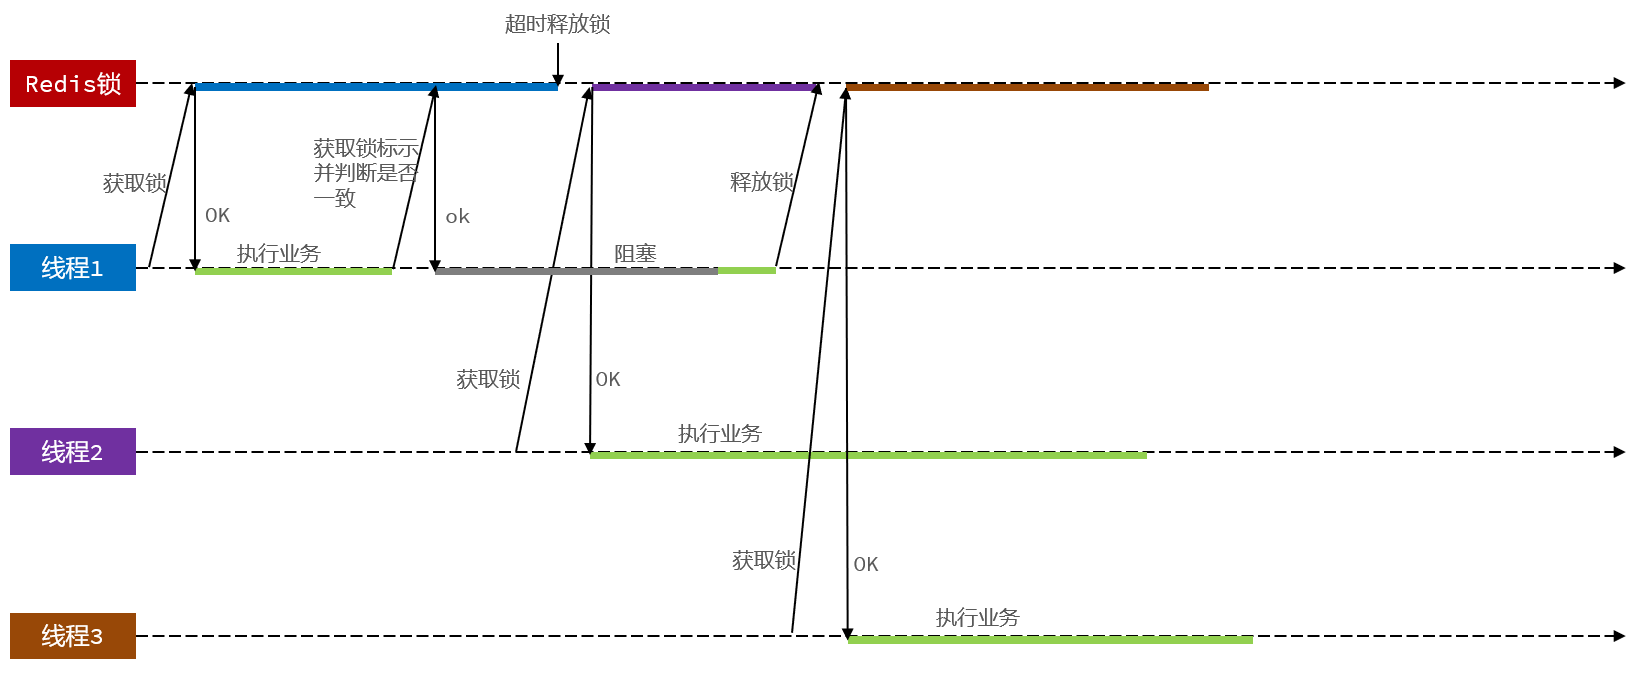 超时释放锁
Redis锁
获取锁标示
并判断是否
一致
获取锁
释放锁
OK
ok
线程1
执行业务
阻塞
获取锁
OK
线程2
执行业务
获取锁
OK
线程3
执行业务